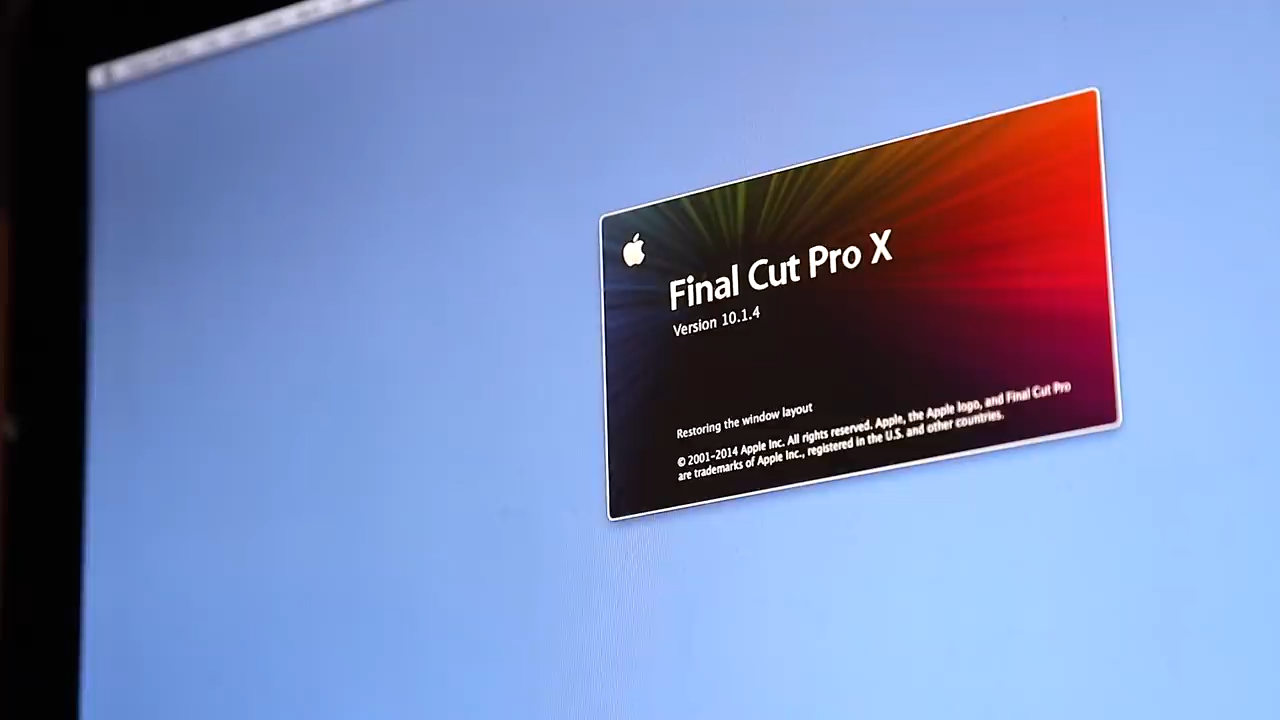 Final Cut Pro X
Version 10.1.4
Restoring the window layout
© 2001-2014 Apple Inc. All rights reserved. Apple, the Apple logo, and Final Cut Pro
are trademarks of Apple Inc., registered in the U.S. and other countries.